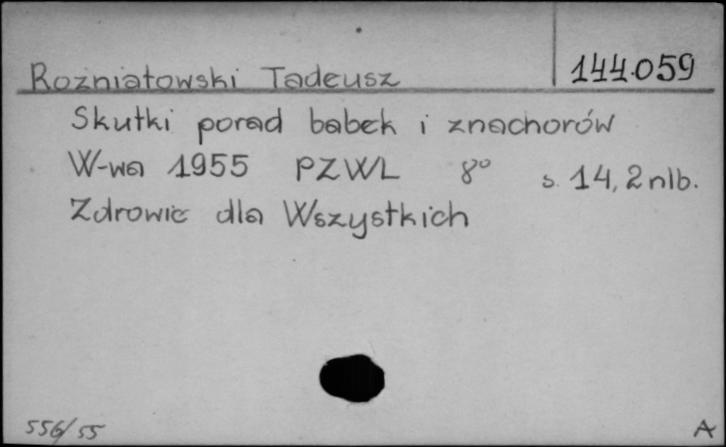 Rozniatowski Tadeusz
144.059
Skutki porad babek i znachorów
W-wa 1955 PZWL 8° s. 14, 2 nlb.
Zdrowie dla Wszystkich
556/55
A